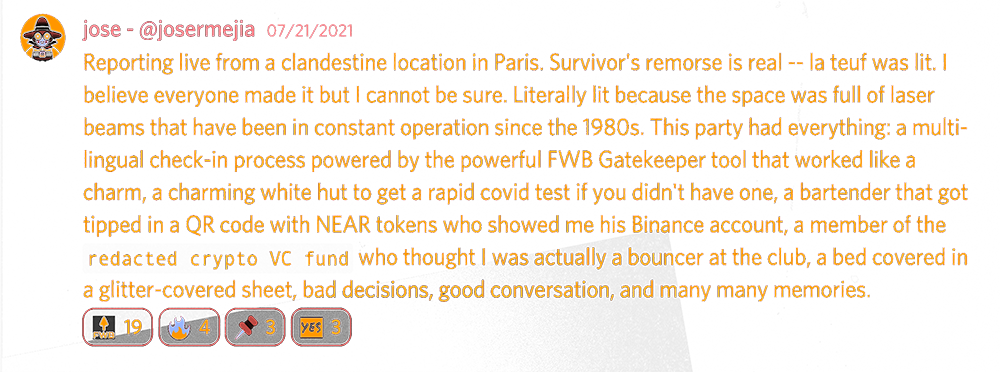 jose - @josermejia 07/21/2021
Reporting live from a clandestine location in Paris. Survivor's remorse is real -- la teuf was lit. I
believe everyone made it but I cannot be sure. Literally lit because the space was full of laser
beams that have been in constant operation since the 1980s. This party had everything: a multi-
lingual check-in process powered by the powerful FWB Gatekeeper tool that worked like a
charm, a charming white hut to get a rapid covid test if you didn't have one, a bartender that got
tipped in a QR code with NEAR tokens who showed me his Binance account, a member of the
redacted crypto VC fund who thought I was actually a bouncer at the club, a bed covered in
a glitter-covered sheet, bad decisions, good conversation, and many many memories.
FWB 19 4 3 YES 3